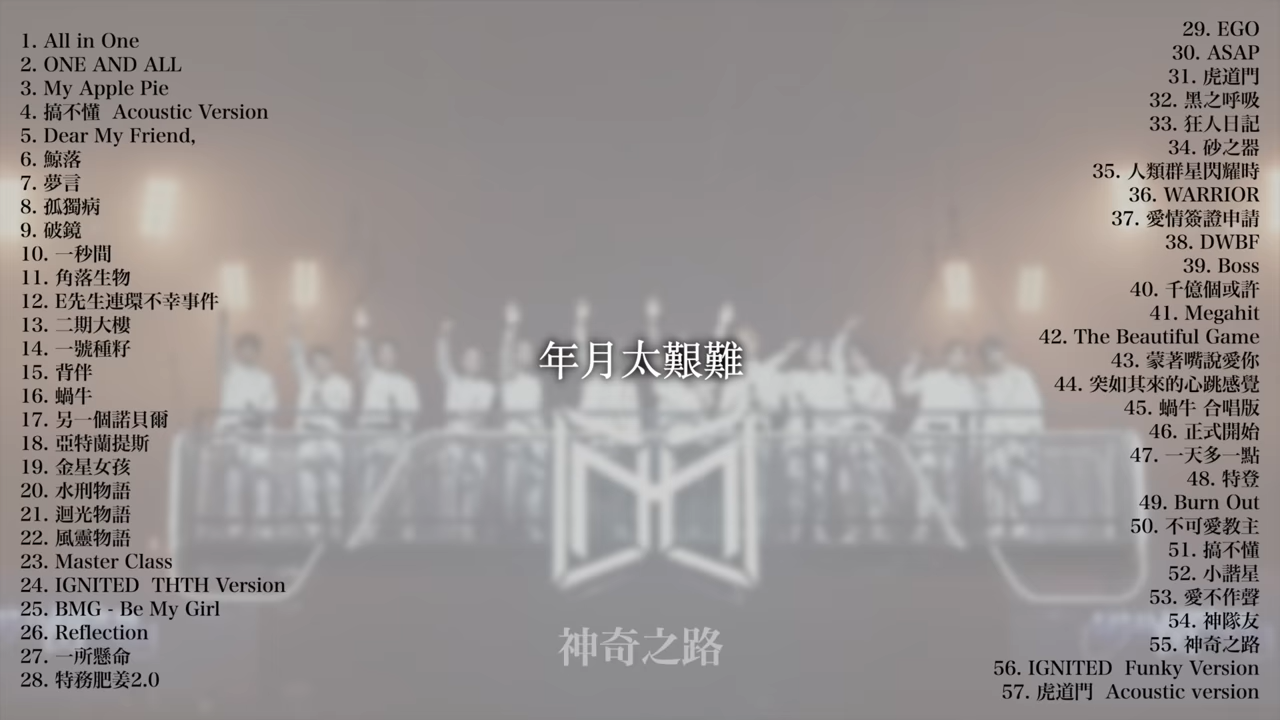 1. All in One
2. ONE AND ALL
3. My Apple Pie
4. 搞不懂  Acoustic Version
5. Dear My Friend,
6. 鯨落
7. 夢言
8. 孤獨病
9. 破鏡
10. 一秒間
11. 角落生物
12. E先生連環不幸事件
13. 二期大樓
14. 一號種籽
15. 背伴
16. 蝸牛
17. 另一個諾貝爾
18. 亞特蘭提斯
19. 金星女孩
20. 水刑物語
21. 迴光物語
22. 風靈物語
23. Master Class
24. IGNITED  THTH Version
25. BMG - Be My Girl
26. Reflection
27. 一所懸命
28. 特務肥姜2.0
年月太艱難
神奇之路
29. EGO
30. ASAP
31. 虎道門
32. 黑之呼吸
33. 狂人日記
34. 砂之器
35. 人類群星閃耀時
36. WARRIOR
37. 愛情簽證申請
38. DWBF
39. Boss
40. 千億個或許
41. Megahit
42. The Beautiful Game
43. 蒙著嘴說愛你
44. 突如其來的心跳感覺
45. 蝸牛 合唱版
46. 正式開始
47. 一天多一點
48. 特登
49. Burn Out
50. 不可愛教主
51. 搞不懂
52. 小諧星
53. 愛不作聲
54. 神隊友
55. 神奇之路
56. IGNITED  Funky Version
57. 虎道門  Acoustic version